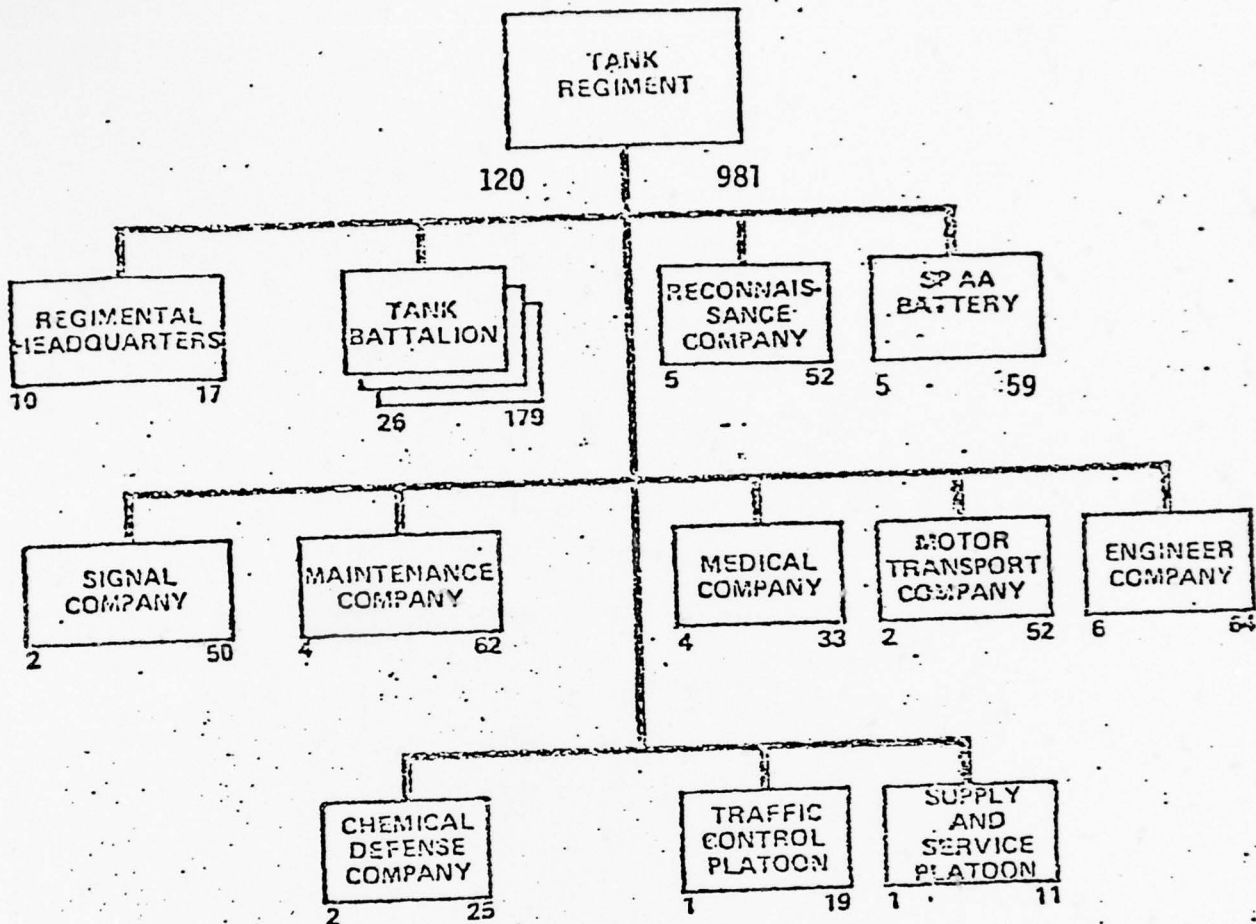 TANK
REGIMENT
120 981
REGIMENTAL
HEADQUARTERS
10 17
TANK
BATTALION
26 179
RECONNAIS-
SANCE
COMPANY
5 52
SP AA
BATTERY
5 59
SIGNAL
COMPANY
2 50
MAINTENANCE
COMPANY
4 62
MEDICAL
COMPANY
4 33
MOTOR
TRANSPORT
COMPANY
2 52
ENGINEER
COMPANY
6 64
CHEMICAL
DEFENSE
COMPANY
2 25
TRAFFIC
CONTROL
PLATOON
1 19
SUPPLY
AND
SERVICE
PLATOON
1 11